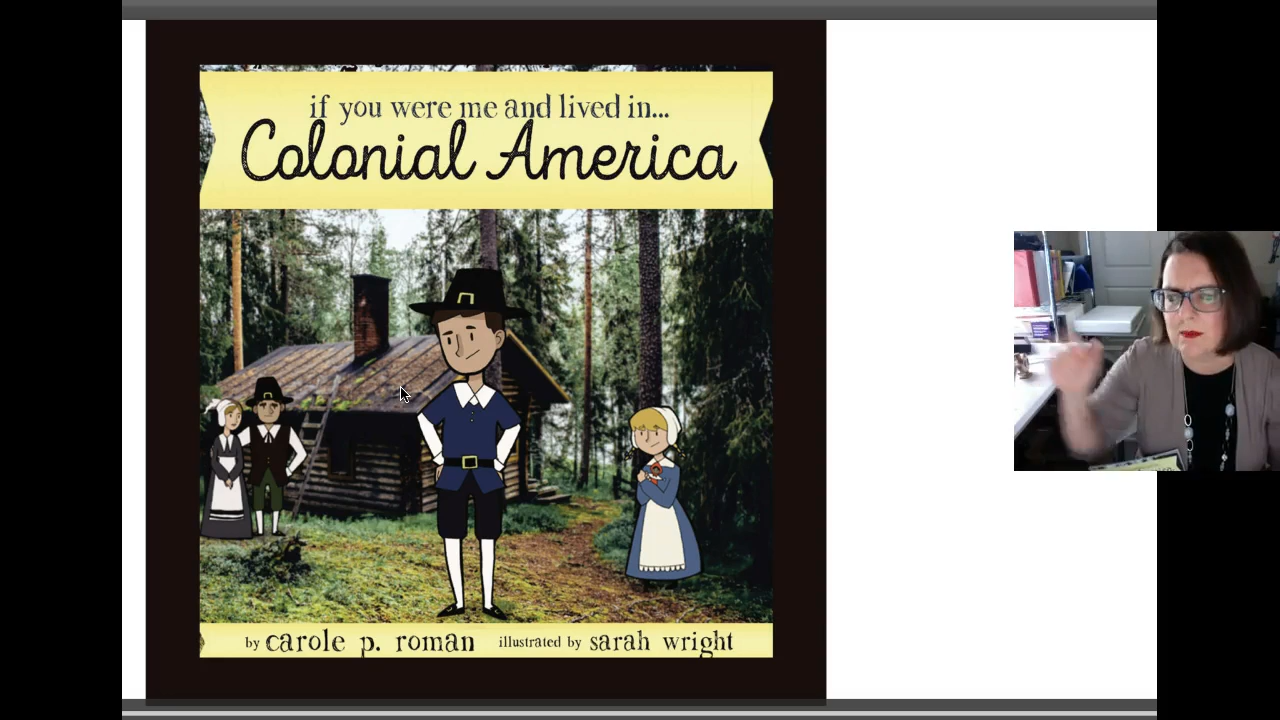 if you were me and lived in...
Colonial America
by carole p. roman illustrated by sarah wright